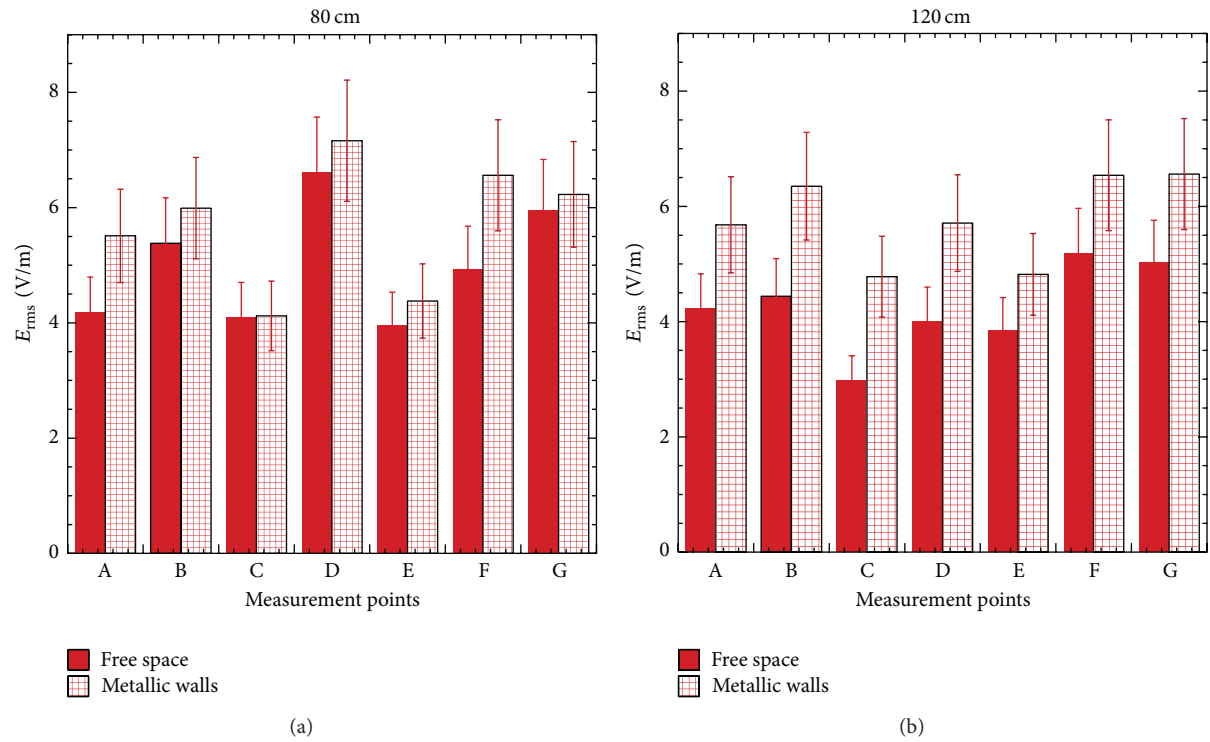 80 cm
8
6
4
2
0
E_rms (V/m)
A B C D E F G
Measurement points
Free space
Metallic walls
(a)
120 cm
8
6
4
2
0
E_rms (V/m)
A B C D E F G
Measurement points
Free space
Metallic walls
(b)